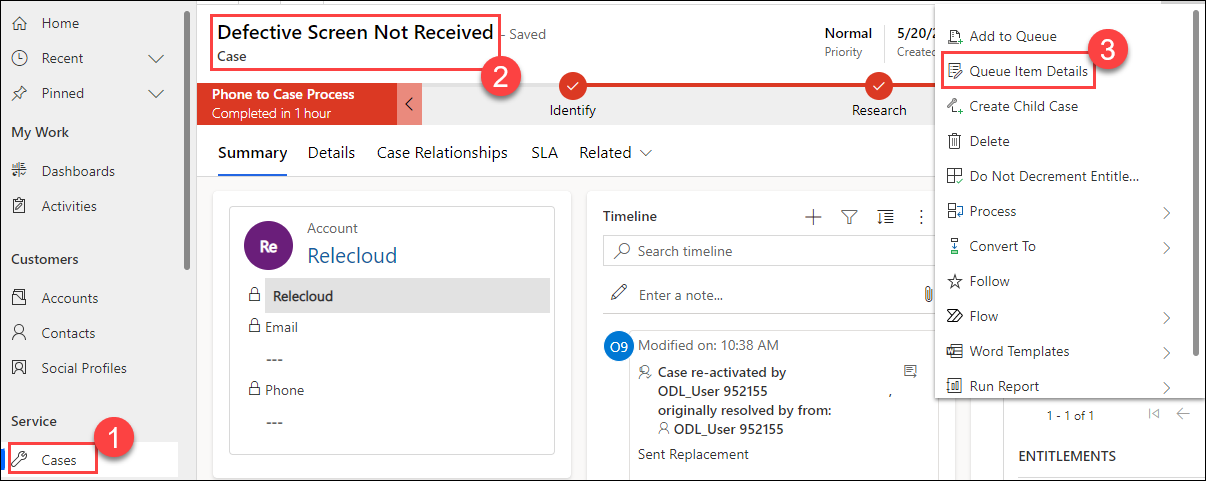 Home
Recent
Pinned
My Work
Dashboards
Activities
Customers
Accounts
Contacts
Social Profiles
Service
1
Cases
Defective Screen Not Received - Saved
Case
2
Normal
Priority
5/20/2
Created
Phone to Case Process
Completed in 1 hour
Identify
Research
Summary Details Case Relationships SLA Related
Re
Account
Relecloud
Relecloud
Email
---
Phone
---
Timeline
Search timeline
Enter a note...
O9
Modified on: 10:38 AM
Case re-activated by
ODL_User 952155 ,
originally resolved by from:
ODL_User 952155
Sent Replacement
Add to Queue
3
Queue Item Details
Create Child Case
Delete
Do Not Decrement Entitle...
Process
Convert To
Follow
Flow
Word Templates
Run Report
1 - 1 of 1
ENTITLEMENTS